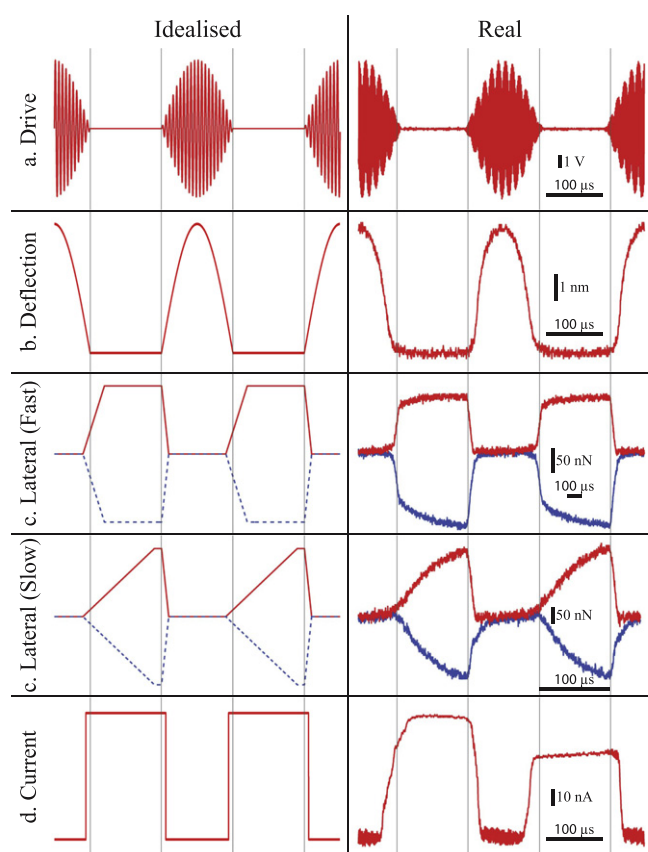 Idealised
Real
a. Drive
1 V
100 µs
b. Deflection
1 nm
100 µs
c. Lateral (Fast)
50 nN
100 µs
c. Lateral (Slow)
50 nN
100 µs
d. Current
10 nA
100 µs